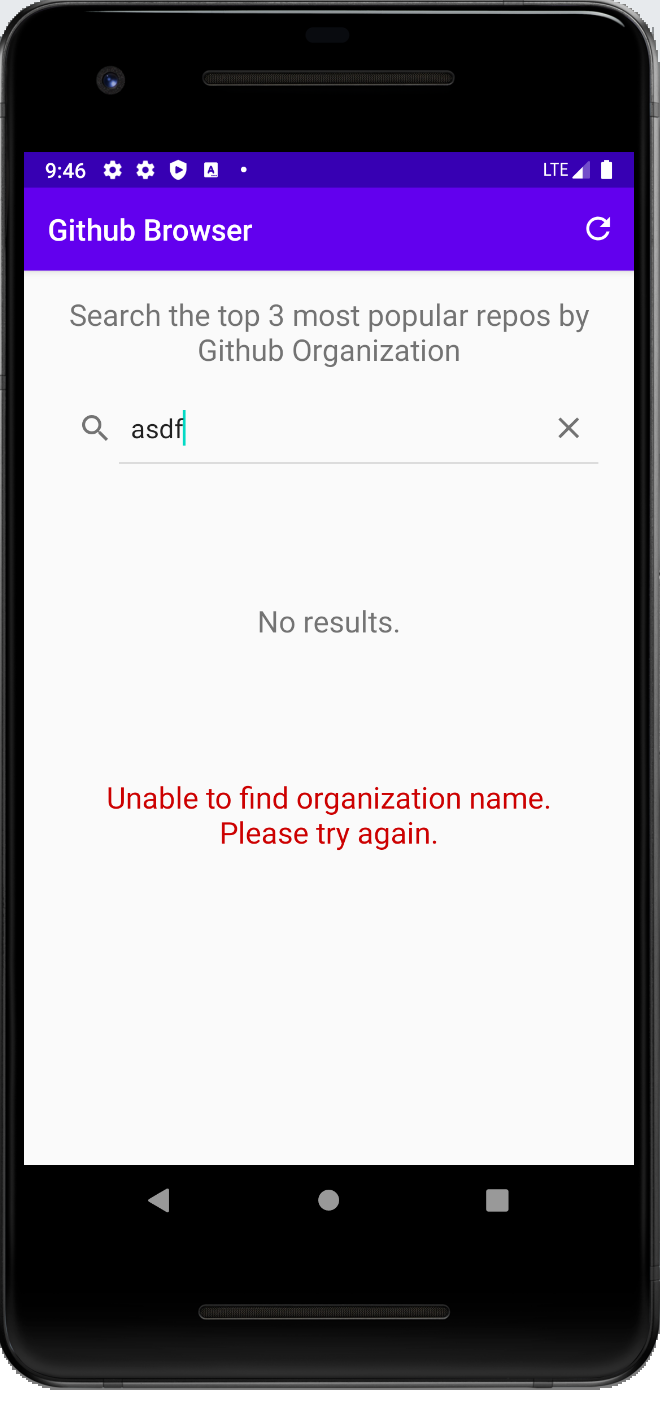 9:46
LTE
Github Browser
Search the top 3 most popular repos by
Github Organization
asdf
No results.
Unable to find organization name.
Please try again.